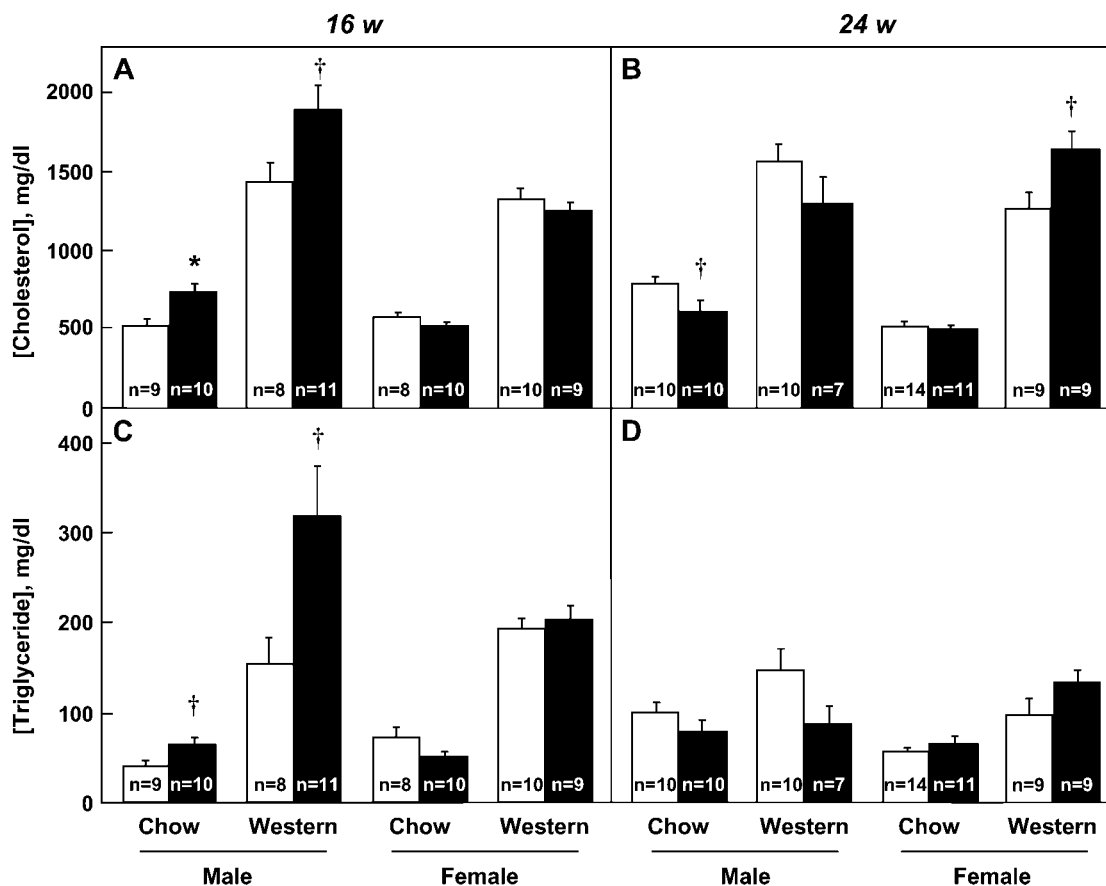 16 w
24 w
A
B
†
†
*
†
[Cholesterol], mg/dl
2000
1500
1000
500
0
n=9 n=10 n=8 n=11 n=8 n=10 n=10 n=9
n=10 n=10 n=10 n=7 n=14 n=11 n=9 n=9
C
D
†
†
[Triglyceride], mg/dl
400
300
200
100
0
n=9 n=10 n=8 n=11 n=8 n=10 n=10 n=9
n=10 n=10 n=10 n=7 n=14 n=11 n=9 n=9
Chow Western Chow Western Chow Western Chow Western
Male Female Male Female